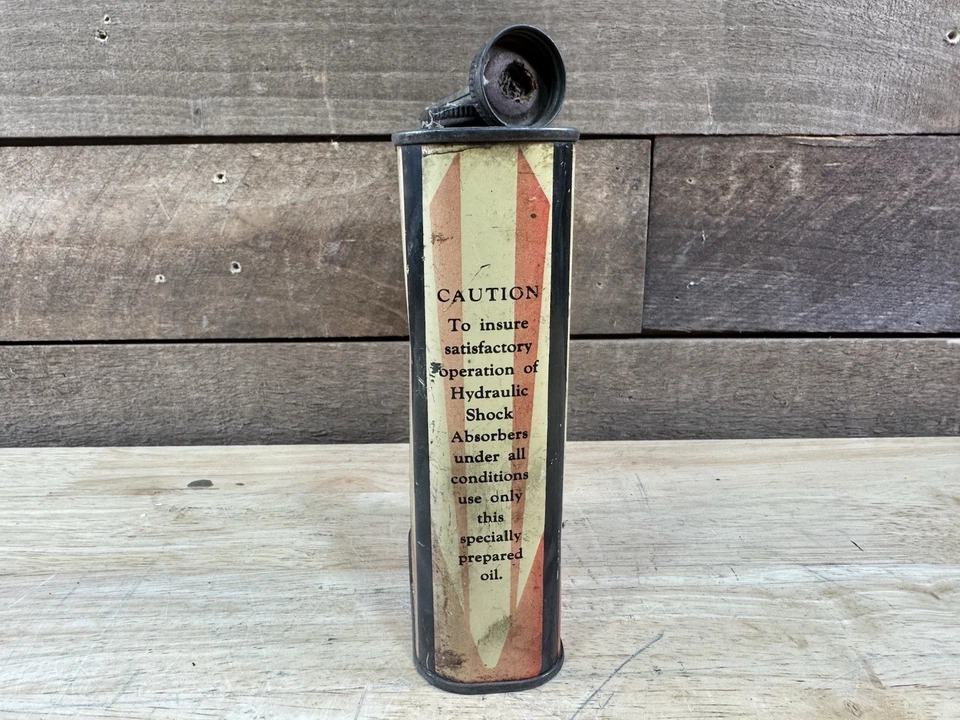 CAUTION
To insure
satisfactory
operation of
Hydraulic
Shock
Absorbers
under all
conditions
use only
this
specially
prepared
oil.